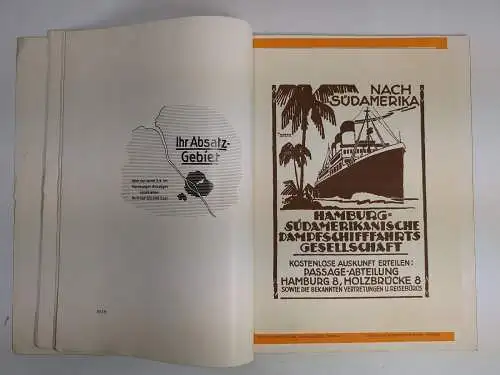 Ihr Absatz-
Gebiet
NACH
SÜDAMERIKA
HAMBURG-
SÜDAMERIKANISCHE
DAMPFSCHIFFFAHRTS
GESELLSCHAFT
KOSTENLOSE AUSKUNFT ERTEILEN:
PASSAGE-ABTEILUNG
HAMBURG 8, HOLZBRÜCKE 8
SOWIE DIE BEKANNTEN VERTRETUNGEN U. REISEBÜROS